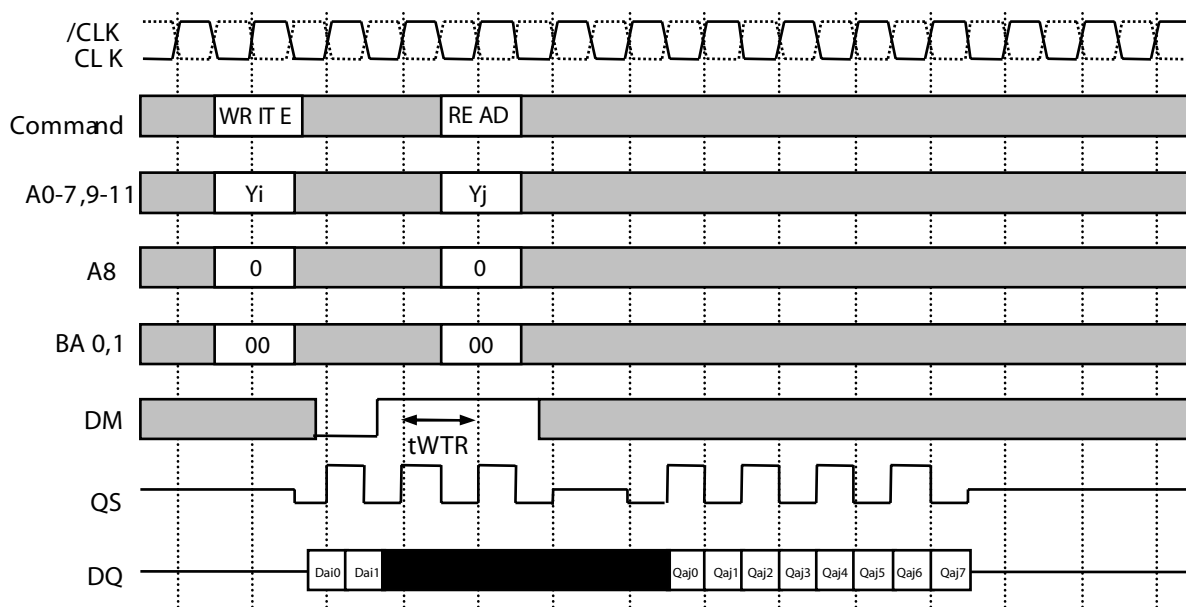 /CLK
CL K
Command WR IT E RE AD
A0-7,9-11 Yi Yj
A8 0 0
BA 0,1 00 00
DM
tWTR
QS
DQ Dai0 Dai1 Qaj0 Qaj1 Qaj2 Qaj3 Qaj4 Qaj5 Qaj6 Qaj7